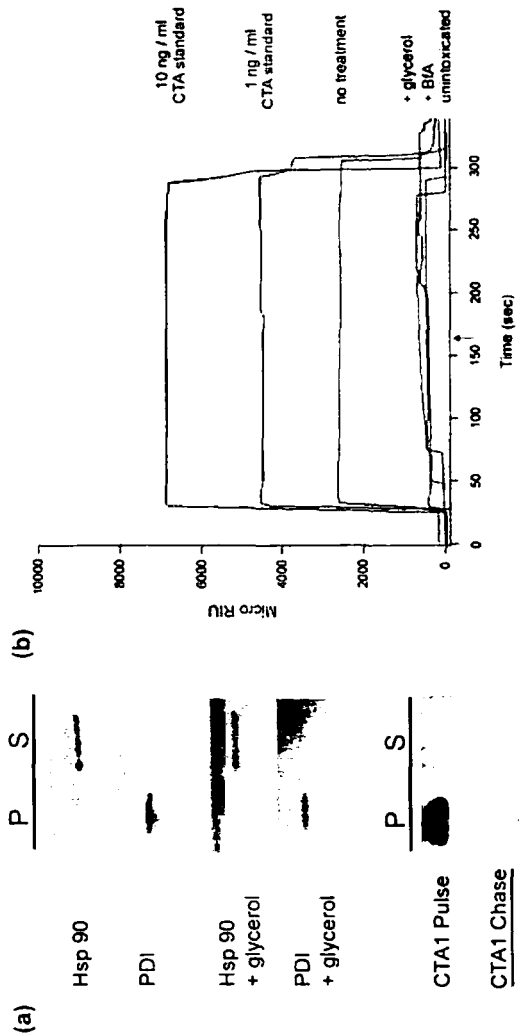 (a)
P S
Hsp 90
PDI
Hsp 90
+ glycerol
PDI
+ glycerol
P S
CTA1 Pulse
CTA1 Chase
(b)
Micro RIU
10000
8000
6000
4000
2000
0
0 50 100 150 200 250 300
Time (sec)
10 ng / ml
CTA standard
1 ng / ml
CTA standard
no treatment
+ glycerol
+ BfA
unintoxicated